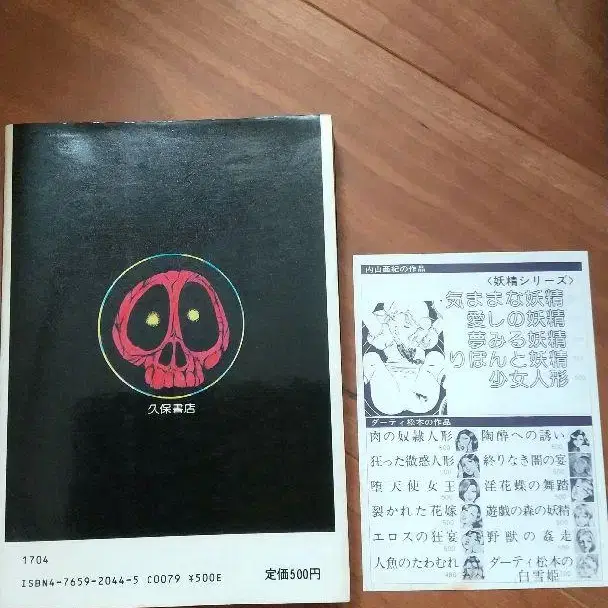 久保書店
1704
ISBN4-7659-2044-5 C0079 ¥500E
定価500円
内山亜紀の作品
〈妖精シリーズ〉
気ままな妖精
愛しの妖精
夢みる妖精
りぼんと妖精
少女人形
ダーティ松本の作品
肉の奴隷人形
陶酔への誘い
狂った微惑人形
終りなき闇の宴
堕天使女王
淫花蝶の舞踏
裂かれた花嫁
遊戯の森の妖精
エロスの狂宴
野獣の姦走
人魚のたわむれ
ダーティ松本の
白雪姫